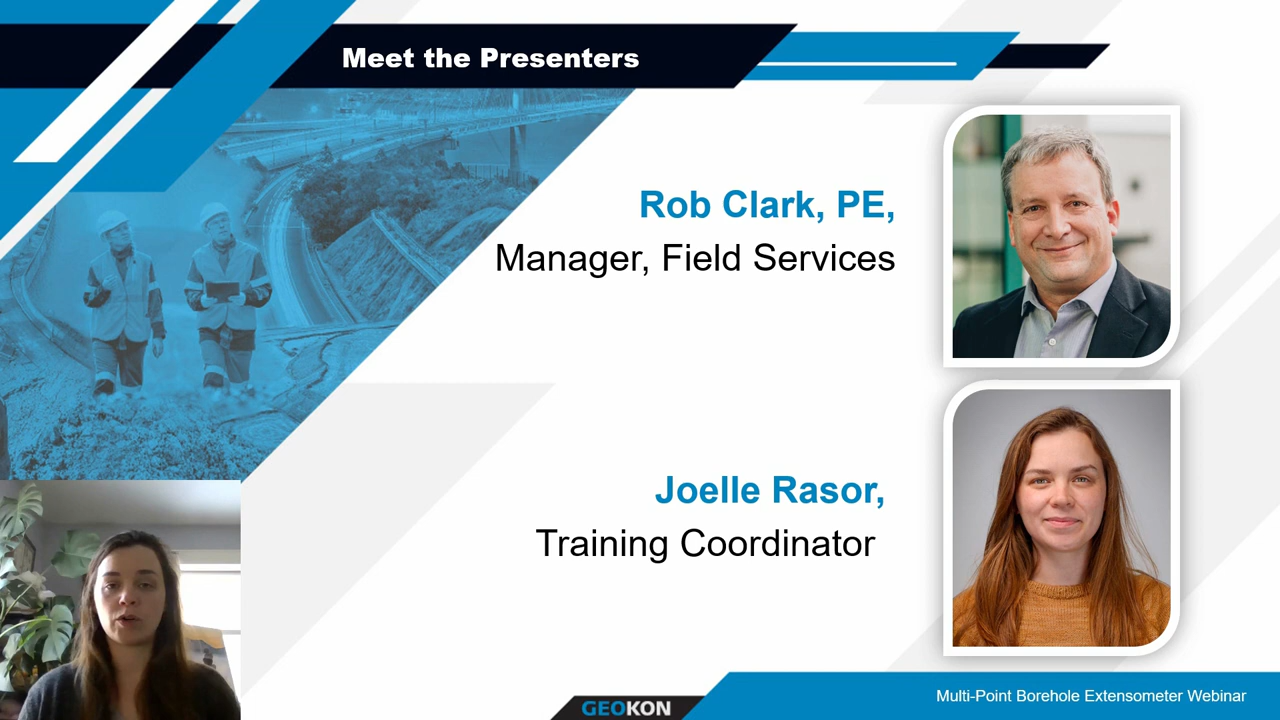 Meet the Presenters
Rob Clark, PE,
Manager, Field Services
Joelle Rasor,
Training Coordinator
GEOKON
Multi-Point Borehole Extensometer Webinar